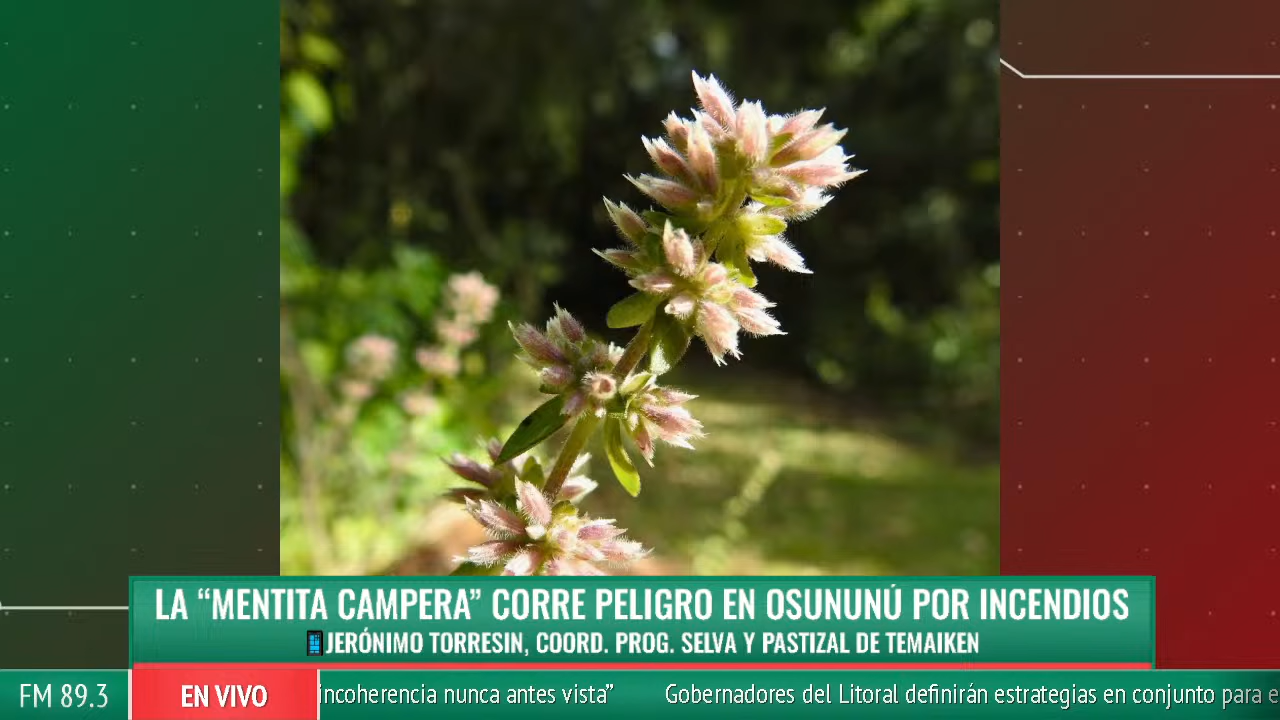 LA “MENTITA CAMPERA” CORRE PELIGRO EN OSUNUNÚ POR INCENDIOS
JERÓNIMO TORRESIN, COORD. PROG. SELVA Y PASTIZAL DE TEMAIKEN
FM 89.3
EN VIVO
incoherencia nunca antes vista” Gobernadores del Litoral definirán estrategias en conjunto para e